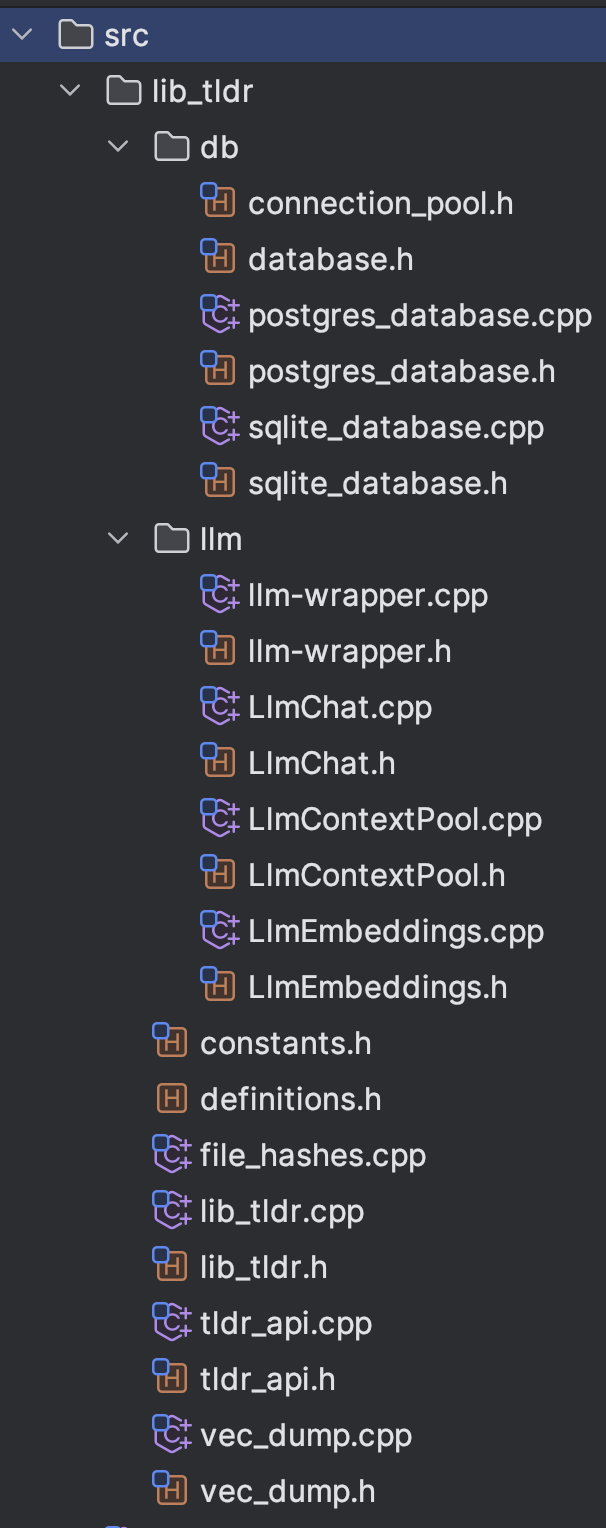 src
lib_tldr
db
connection_pool.h
database.h
postgres_database.cpp
postgres_database.h
sqlite_database.cpp
sqlite_database.h
llm
llm-wrapper.cpp
llm-wrapper.h
LlmChat.cpp
LlmChat.h
LlmContextPool.cpp
LlmContextPool.h
LlmEmbeddings.cpp
LlmEmbeddings.h
constants.h
definitions.h
file_hashes.cpp
lib_tldr.cpp
lib_tldr.h
tldr_api.cpp
tldr_api.h
vec_dump.cpp
vec_dump.h